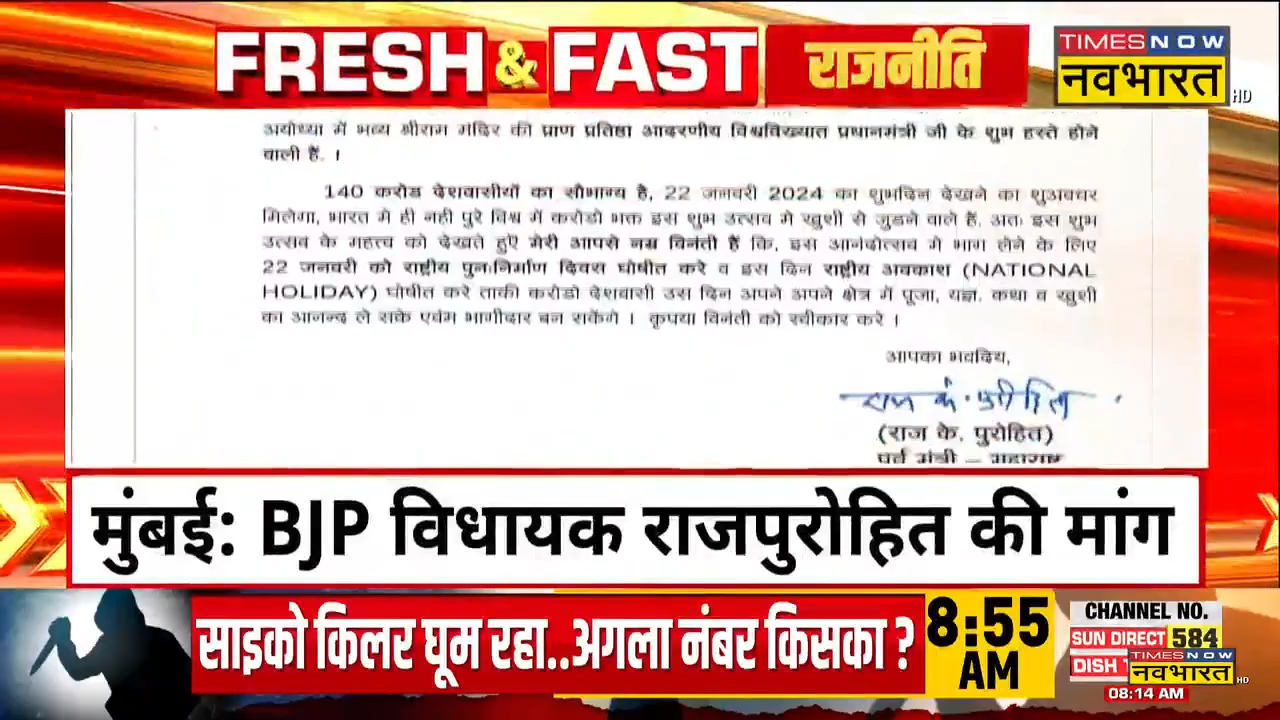 FRESH & FAST राजनीति
TIMES NOW
नवभारत
HD
अयोध्या में भव्य श्रीराम मंदिर की प्राण प्रतिष्ठा आदरणीय विश्वविख्यात प्रधानमंत्री जी के शुभ हस्ते होने
वाली हैं. ।
140 करोड देशवासीयों का सौभाग्य है, 22 जनवरी 2024 का शुभदिन देखने का शुअवसर
मिलेगा, भारत मे ही नही पुरे विश्व में करोडो भक्त इस शुभ उत्सव मे खुशी से जुडने वाले हैं. अतः इस शुभ
उत्सव के महत्व को देखते हुऐ मेरी आपसे नम्र विनंती हैं कि, इस आनंदोत्सव मे भाग लेने के लिए
22 जनवरी को राष्ट्रीय पुनःनिर्माण दिवस घोषीत करे व इस दिन राष्ट्रीय अवकाश (NATIONAL
HOLIDAY) घोषीत करे ताकी करोडो देशवासी उस दिन अपने अपने क्षेत्र में पूजा, यज्ञ, कथा व खुशी
का आनन्द ले सके एवंम भागीदार बन सकेंगे । कृपया विनंती को स्वीकार करे ।
आपका भवदिय,
राज के. पुरोहित
(राज के. पुरोहित)
पूर्व मंत्री – महाराष्ट्र
मुंबई: BJP विधायक राजपुरोहित की मांग
साइको किलर घूम रहा..अगला नंबर किसका ?
8:55
AM
CHANNEL NO.
SUN DIRECT 584
DISH
TIMES NOW
नवभारत
HD
08:14 AM